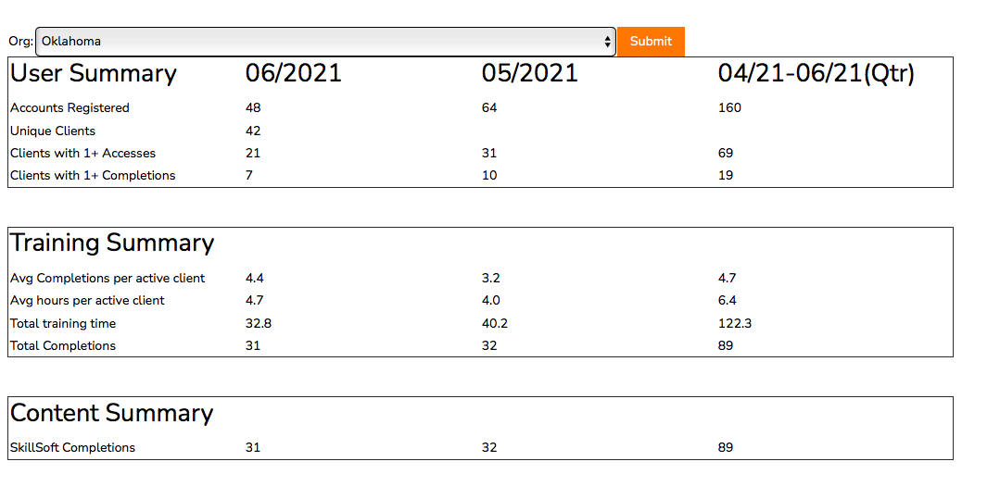 Org: Oklahoma Submit
User Summary 06/2021 05/2021 04/21-06/21(Qtr)
Accounts Registered 48 64 160
Unique Clients 42
Clients with 1+ Accesses 21 31 69
Clients with 1+ Completions 7 10 19
Training Summary
Avg Completions per active client 4.4 3.2 4.7
Avg hours per active client 4.7 4.0 6.4
Total training time 32.8 40.2 122.3
Total Completions 31 32 89
Content Summary
SkillSoft Completions 31 32 89